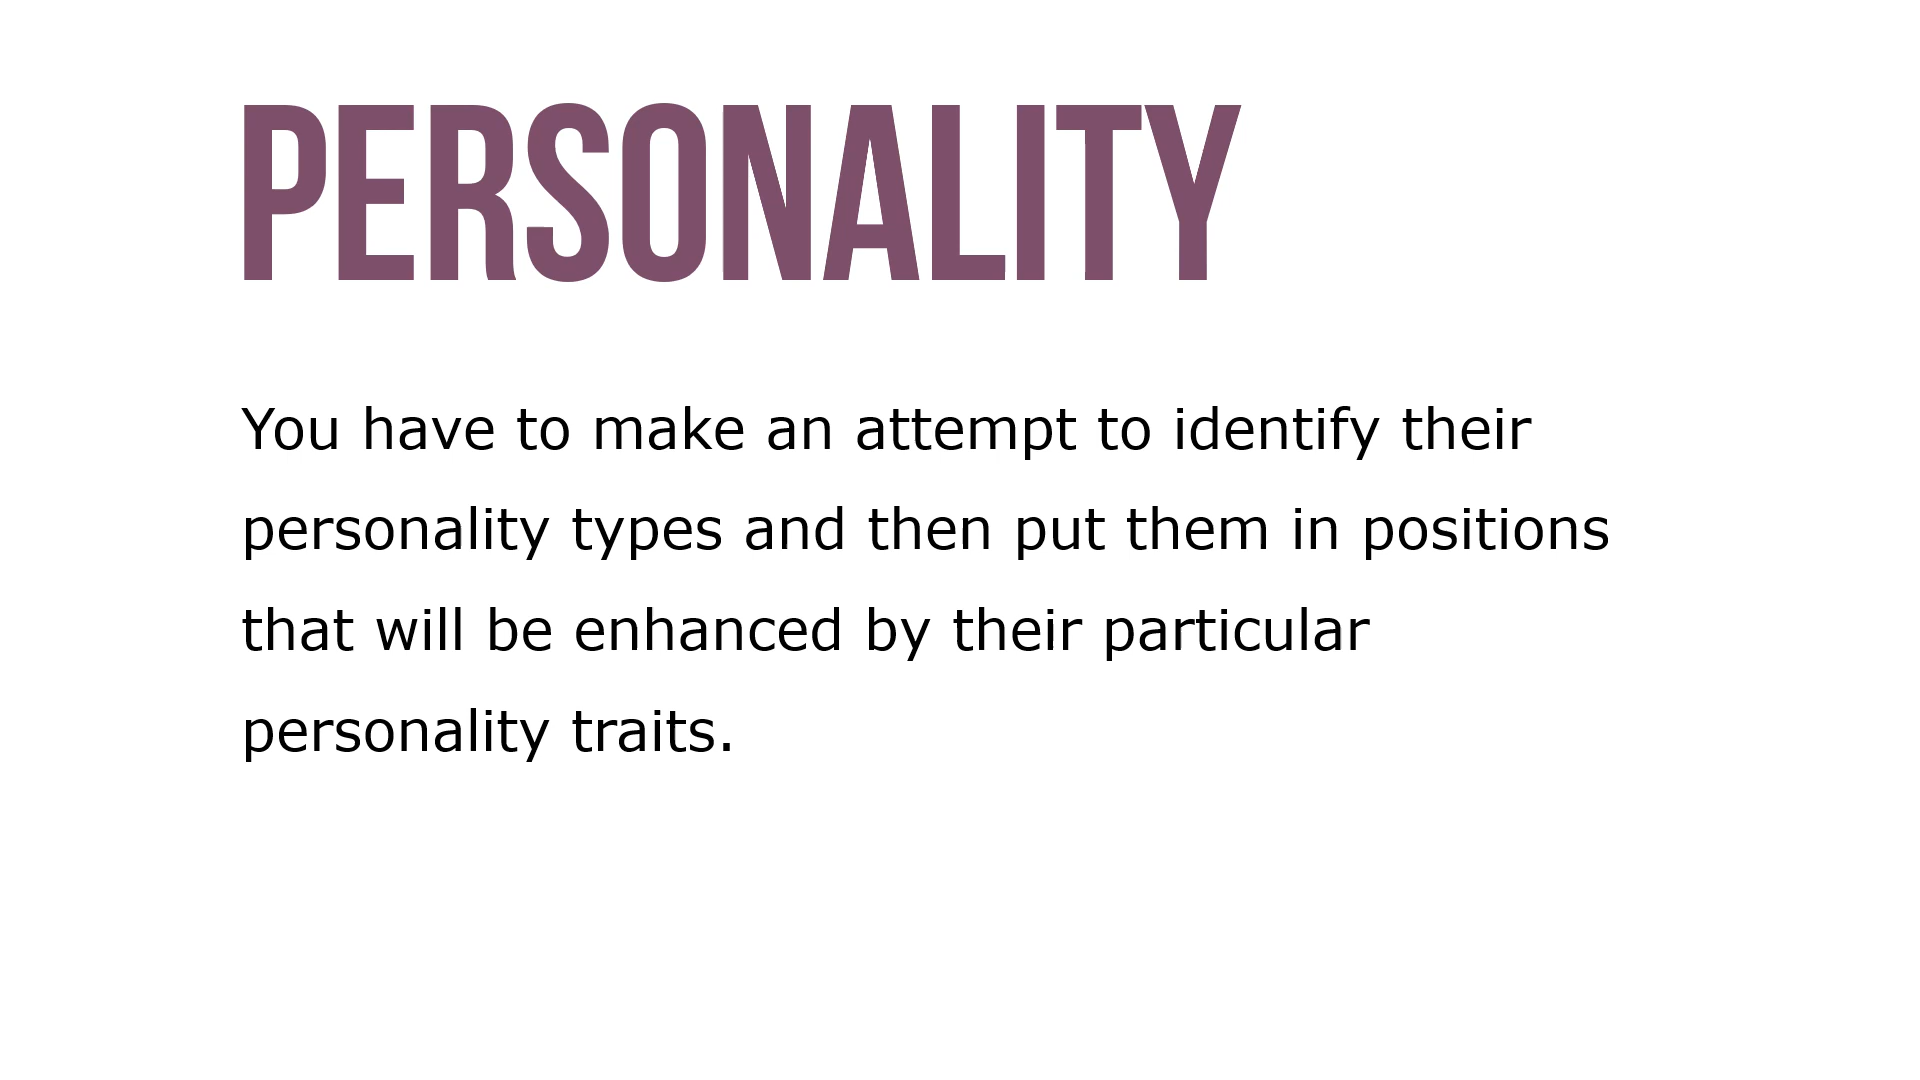 PERSONALITY
You have to make an attempt to identify their
personality types and then put them in positions
that will be enhanced by their particular
personality traits.